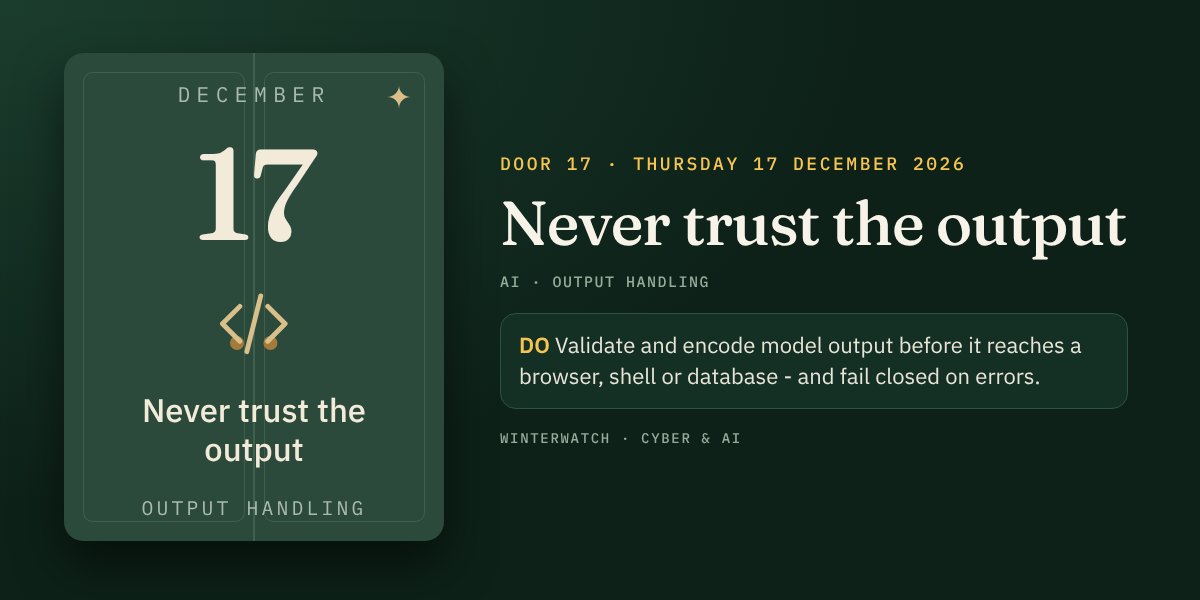 DECEMBER
17
</>
Never trust the
output
OUTPUT HANDLING
DOOR 17 · THURSDAY 17 DECEMBER 2026
Never trust the output
AI · OUTPUT HANDLING
DO Validate and encode model output before it reaches a
browser, shell or database - and fail closed on errors.
WINTERWATCH · CYBER & AI